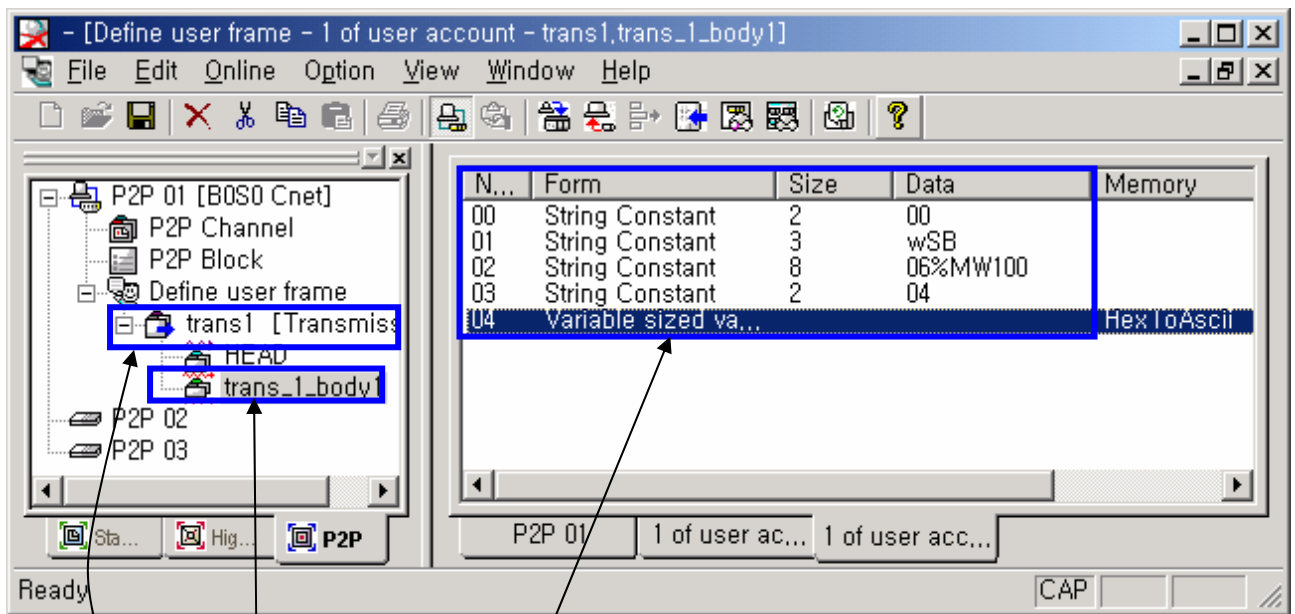 - [Define user frame - 1 of user account - trans1,trans_1_body1]
File Edit Online Option View Window Help
P2P 01 [B0S0 Cnet]
P2P Channel
P2P Block
Define user frame
trans1 [Transmiss
HEAD
trans_1_body1
P2P 02
P2P 03
Sta... Hig... P2P
N... Form Size Data Memory
00 String Constant 2 00
01 String Constant 3 wSB
02 String Constant 8 06%MW100
03 String Constant 2 04
04 Variable sized va... HexToAscii
P2P 01 1 of user ac... 1 of user acc...
Ready CAP